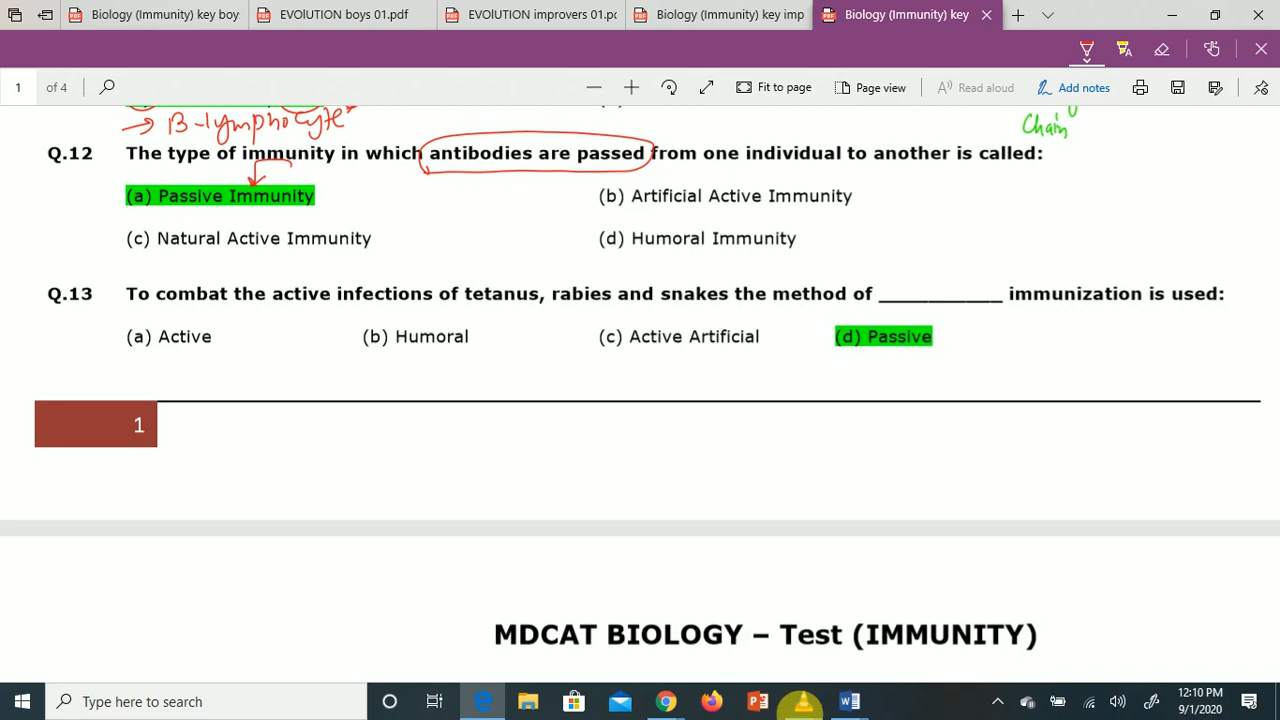 Biology (Immunity) key boy
EVOlUTION boys 01.pdf
EVOlUTION improvers 01.pc
Biology (Immunity) key imp
Biology (Immunity) key
1 of 4
Fit to page
Page view
Read aloud
Add notes
→ B-lymphocyte
Chain
Q.12 The type of immunity in which antibodies are passed from one individual to another is called:
(a) Passive Immunity (b) Artificial Active Immunity
(c) Natural Active Immunity (d) Humoral Immunity
Q.13 To combat the active infections of tetanus, rabies and snakes the method of ____________ immunization is used:
(a) Active (b) Humoral (c) Active Artificial (d) Passive
1
MDCAT BIOLOGY – Test (IMMUNITY)
Type here to search
12:10 PM
9/1/2020